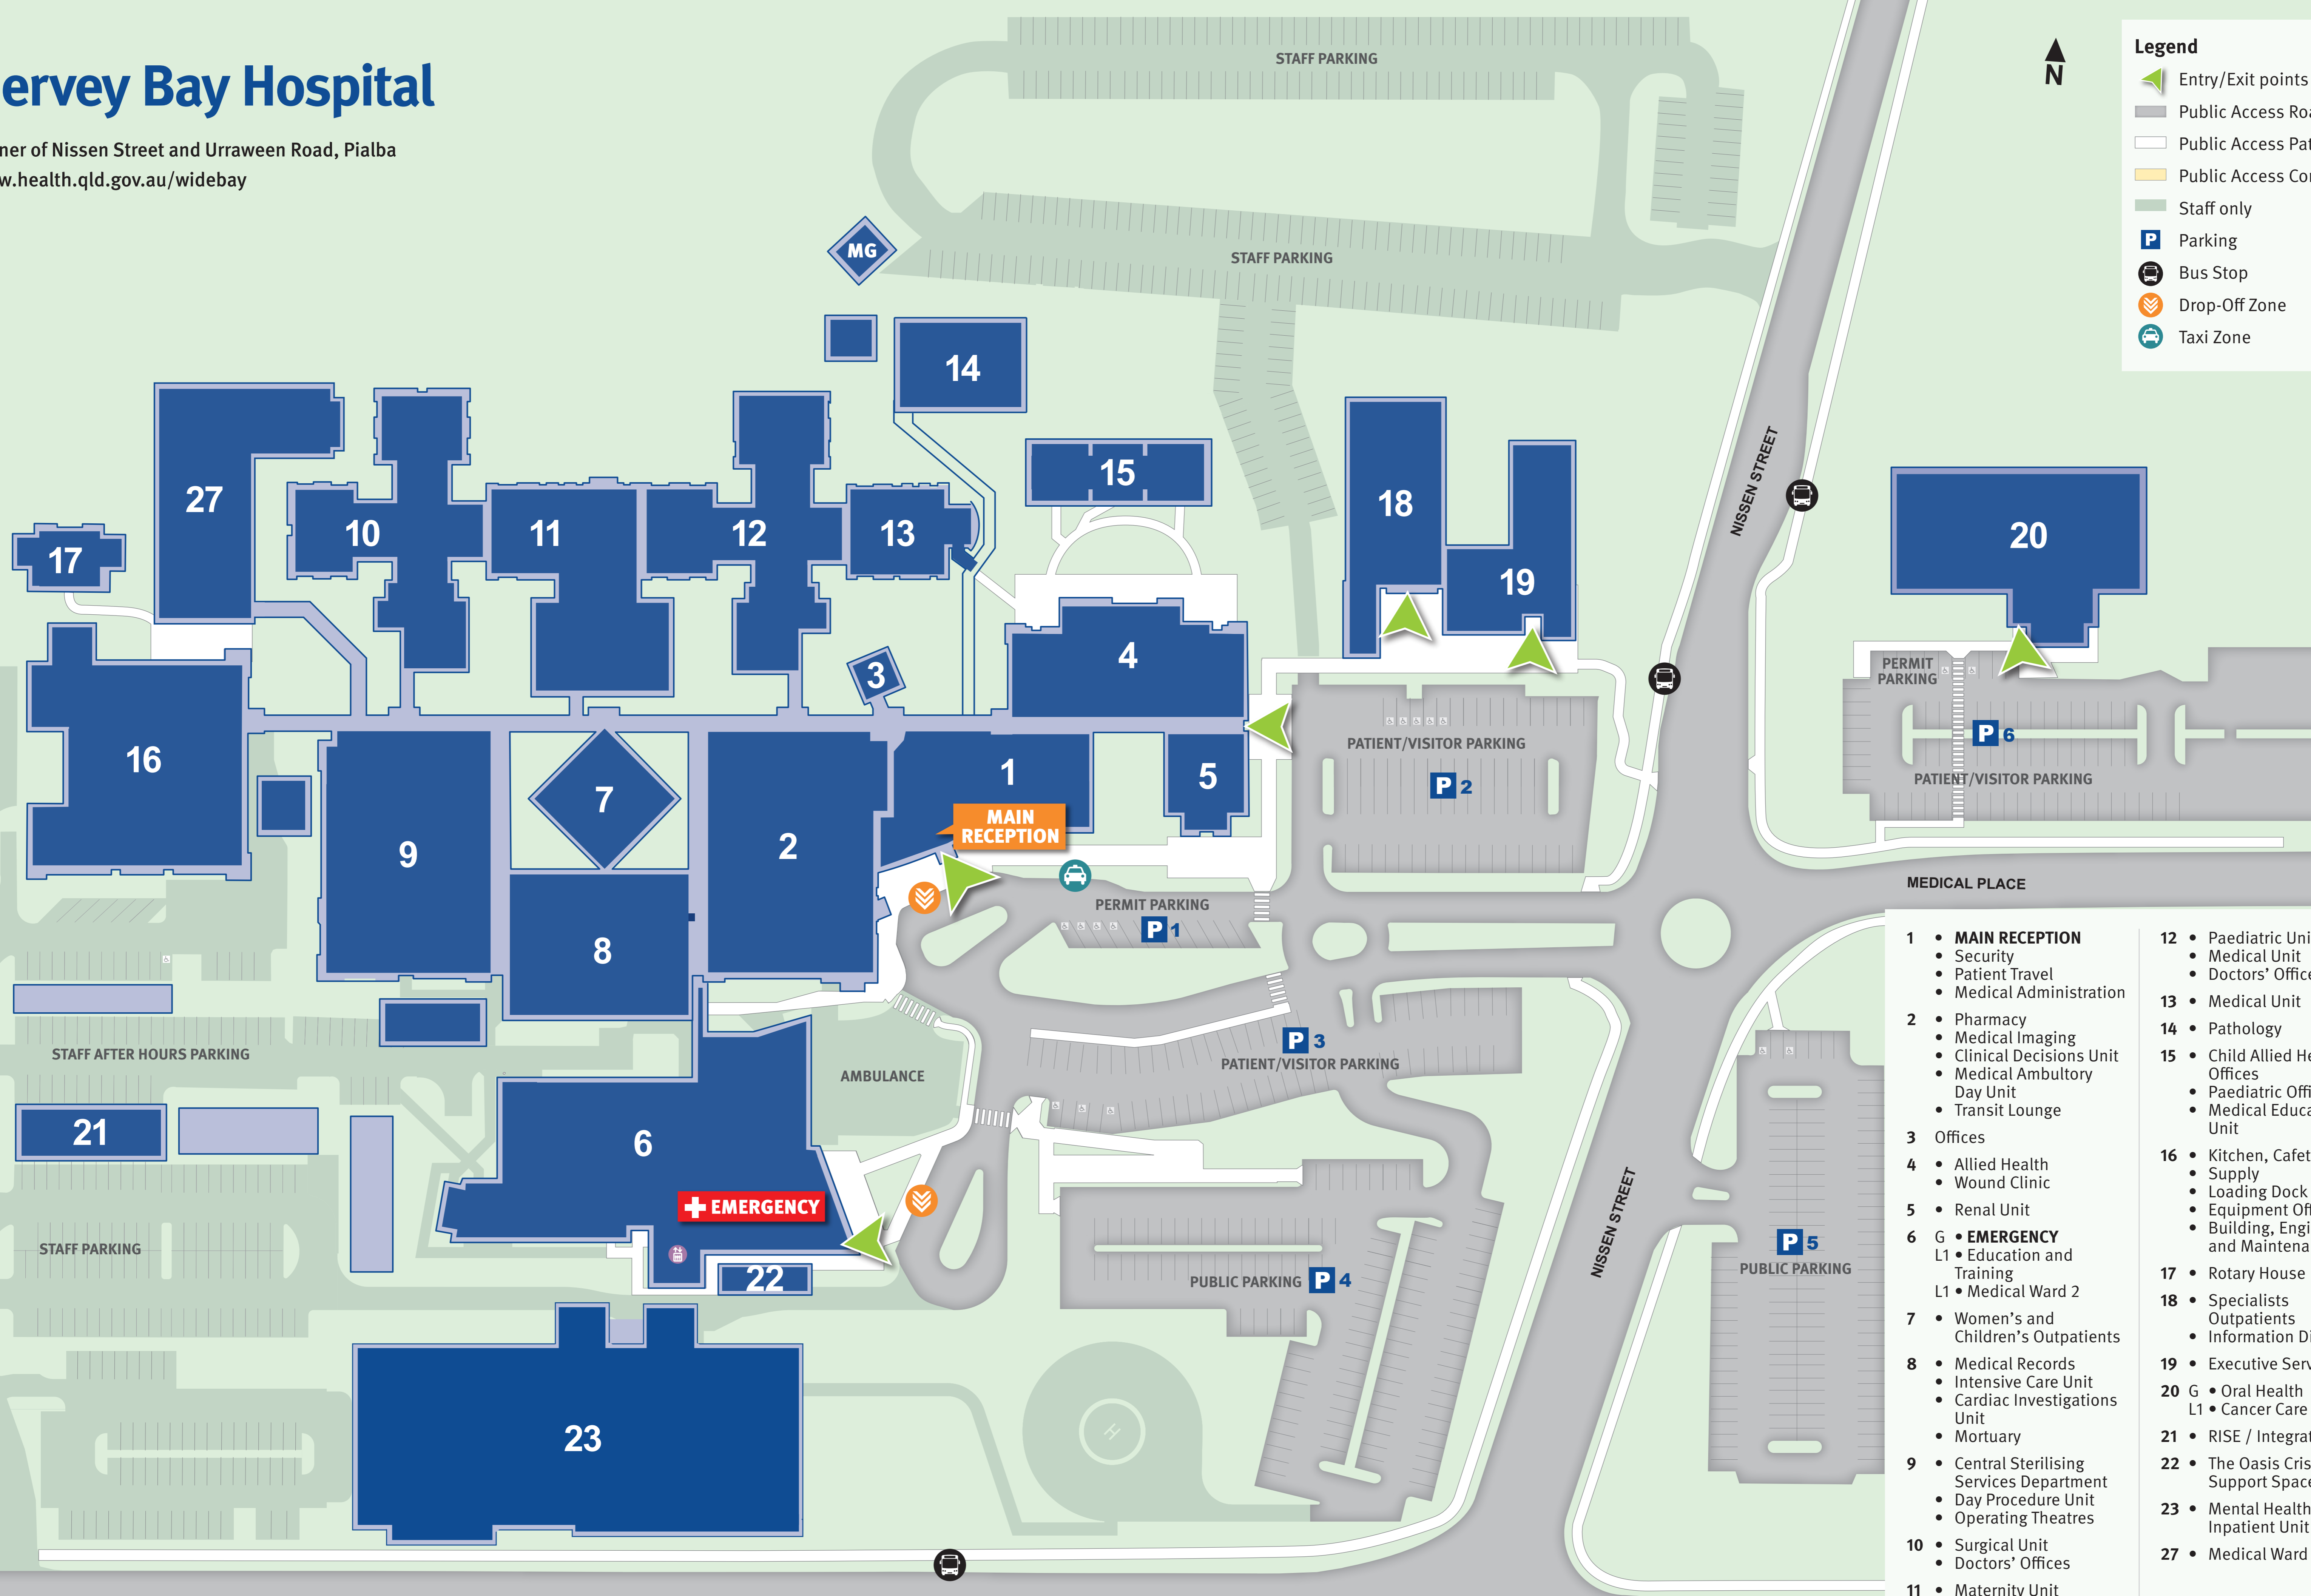 ervey Bay Hospital
ner of Nissen Street and Urraween Road, Pialba
w.health.qld.gov.au/widebay
N
Legend
Entry/Exit points
Public Access Roa
Public Access Pat
Public Access Cor
Staff only
P Parking
Bus Stop
Drop-Off Zone
Taxi Zone
STAFF PARKING
STAFF PARKING
MG
14
15
27
10
11
12
13
17
18
19
20
NISSEN STREET
3
4
16
9
7
2
1
5
8
MAIN
RECEPTION
PERMIT PARKING
P 1
PATIENT/VISITOR PARKING
P 2
PERMIT
PARKING
P 6
PATIENT/VISITOR PARKING
MEDICAL PLACE
P 3
PATIENT/VISITOR PARKING
STAFF AFTER HOURS PARKING
AMBULANCE
21
6
EMERGENCY
22
STAFF PARKING
PUBLIC PARKING P 4
NISSEN STREET
P 5
PUBLIC PARKING
23
H
1 • MAIN RECEPTION
• Security
• Patient Travel
• Medical Administration
2 • Pharmacy
• Medical Imaging
• Clinical Decisions Unit
• Medical Ambultory
Day Unit
• Transit Lounge
3 Offices
4 • Allied Health
• Wound Clinic
5 • Renal Unit
6 G • EMERGENCY
L1 • Education and
Training
L1 • Medical Ward 2
7 • Women's and
Children's Outpatients
8 • Medical Records
• Intensive Care Unit
• Cardiac Investigations
Unit
• Mortuary
9 • Central Sterilising
Services Department
• Day Procedure Unit
• Operating Theatres
10 • Surgical Unit
• Doctors' Offices
11 • Maternity Unit
12 • Paediatric Uni
• Medical Unit
• Doctors' Office
13 • Medical Unit
14 • Pathology
15 • Child Allied He
Offices
• Paediatric Offi
• Medical Educa
Unit
16 • Kitchen, Cafet
• Supply
• Loading Dock
• Equipment Off
• Building, Engi
and Maintena
17 • Rotary House
18 • Specialists
Outpatients
• Information Di
19 • Executive Serv
20 G • Oral Health
L1 • Cancer Care
21 • RISE / Integrat
22 • The Oasis Cris
Support Space
23 • Mental Health
Inpatient Unit
27 • Medical Ward